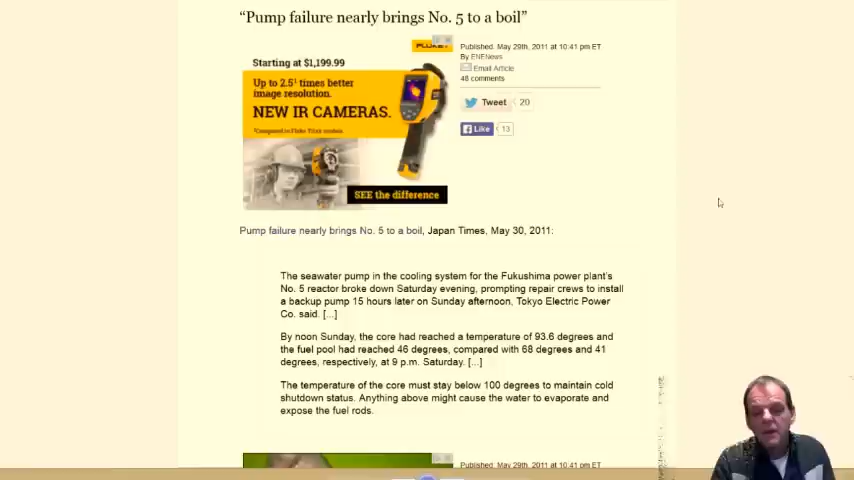 “Pump failure nearly brings No. 5 to a boil”
FLUKE
Published. May 29th, 2011 at 10:41 pm ET
By ENENews
Email Article
48 comments
Starting at $1,199.99
Up to 2.5¹ times better
image resolution.
NEW IR CAMERAS.
Tweet 20
Like 13
SEE the difference
Pump failure nearly brings No. 5 to a boil, Japan Times, May 30, 2011:
The seawater pump in the cooling system for the Fukushima power plant's
No. 5 reactor broke down Saturday evening, prompting repair crews to install
a backup pump 15 hours later on Sunday afternoon, Tokyo Electric Power
Co. said. [...]
By noon Sunday, the core had reached a temperature of 93.6 degrees and
the fuel pool had reached 46 degrees, compared with 68 degrees and 41
degrees, respectively, at 9 p.m. Saturday. [...]
The temperature of the core must stay below 100 degrees to maintain cold
shutdown status. Anything above might cause the water to evaporate and
expose the fuel rods.
Published. May 29th, 2011 at 10:41 pm ET